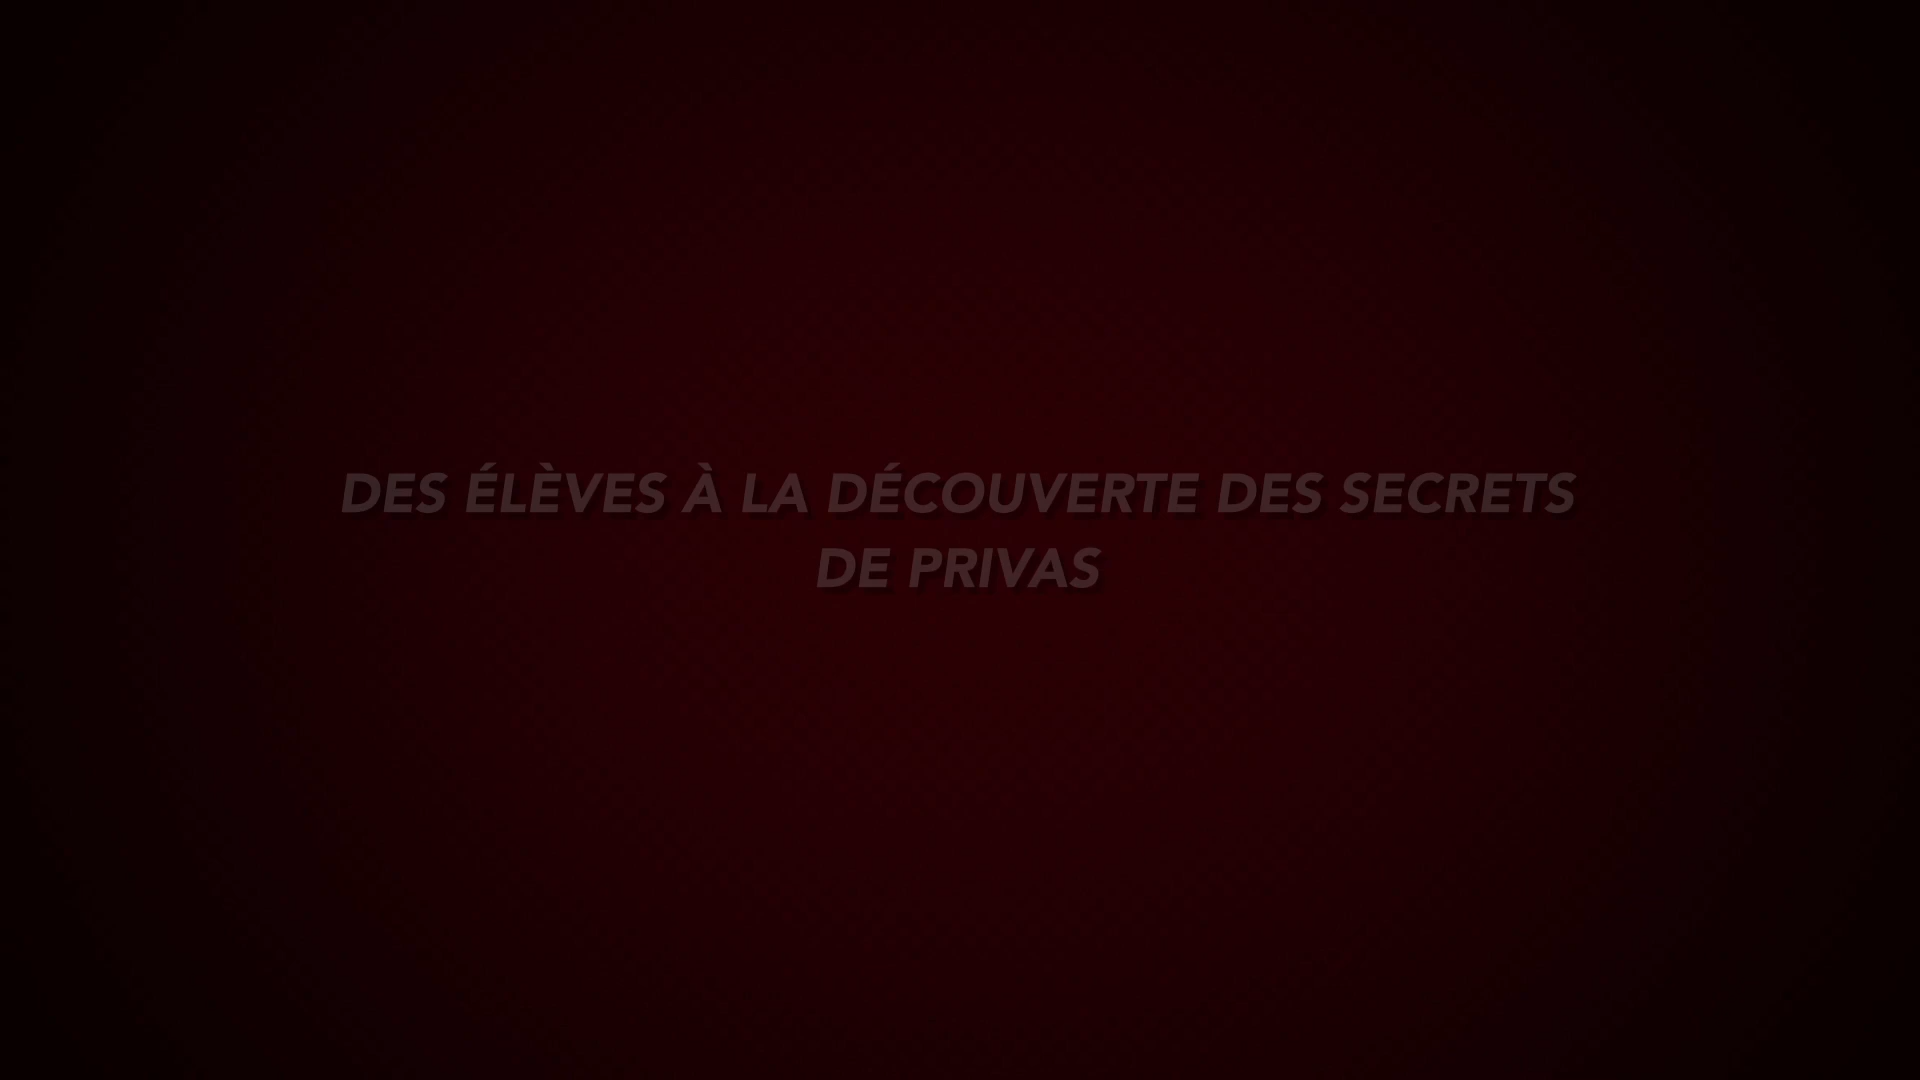 DES ÉLÈVES À LA DÉCOUVERTE DES SECRETS
DE PRIVAS